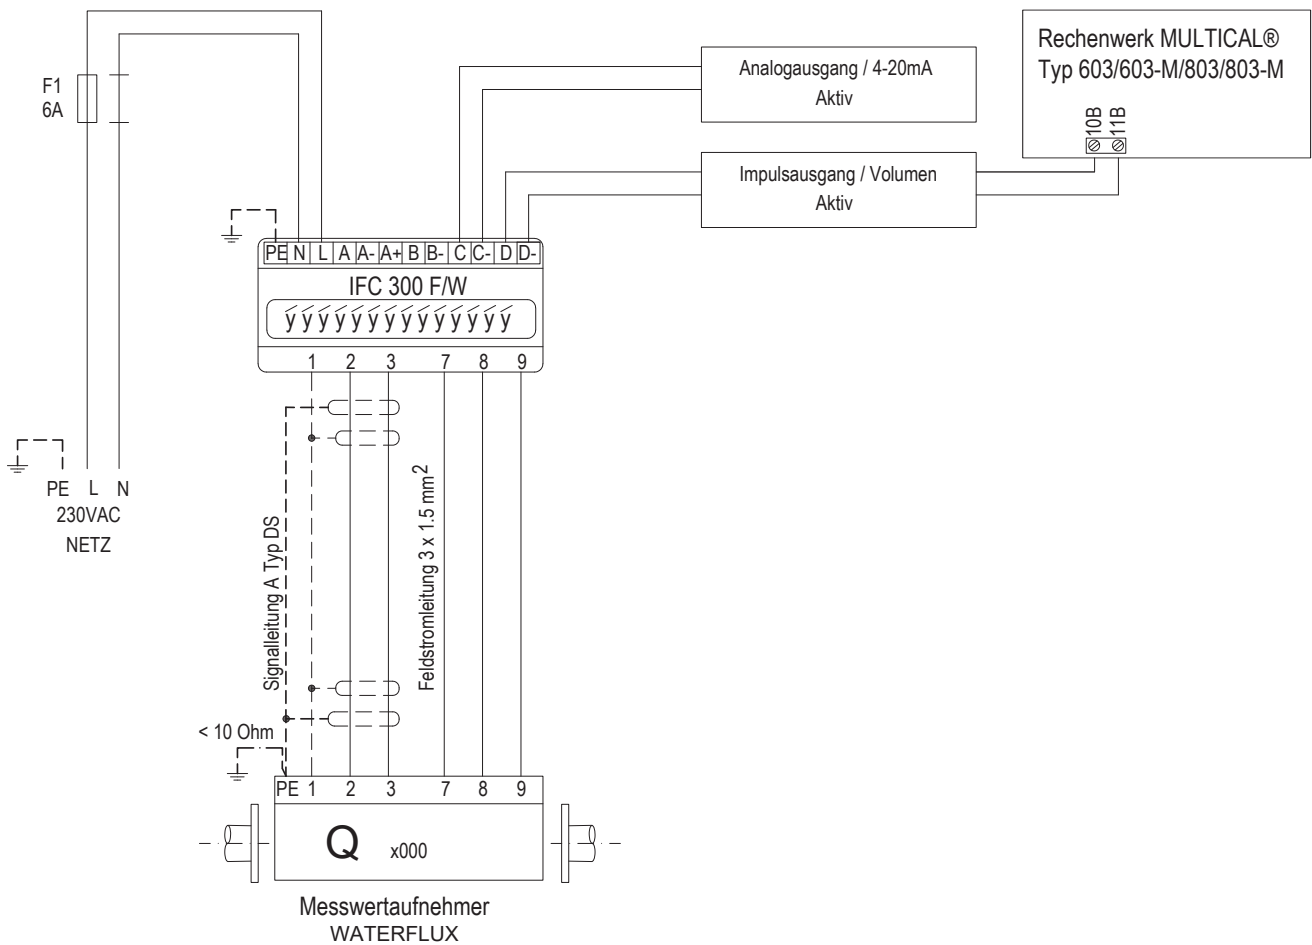 Rechenwerk MULTICAL®
Typ 603/603-M/803/803-M
10B
11B
Analogausgang / 4-20mA
Aktiv
Impulsausgang / Volumen
Aktiv
F1
6A
PE N L A A- A+ B B- C C- D D-
IFC 300 F/W
ý ý ý ý ý ý ý ý ý ý ý ý ý ý
1 2 3 7 8 9
PE L N
230VAC
NETZ
Signalleitung A Typ DS
Feldstromleitung 3 x 1.5 mm²
< 10 Ohm
PE 1 2 3 7 8 9
Q x000
Messwertaufnehmer
WATERFLUX